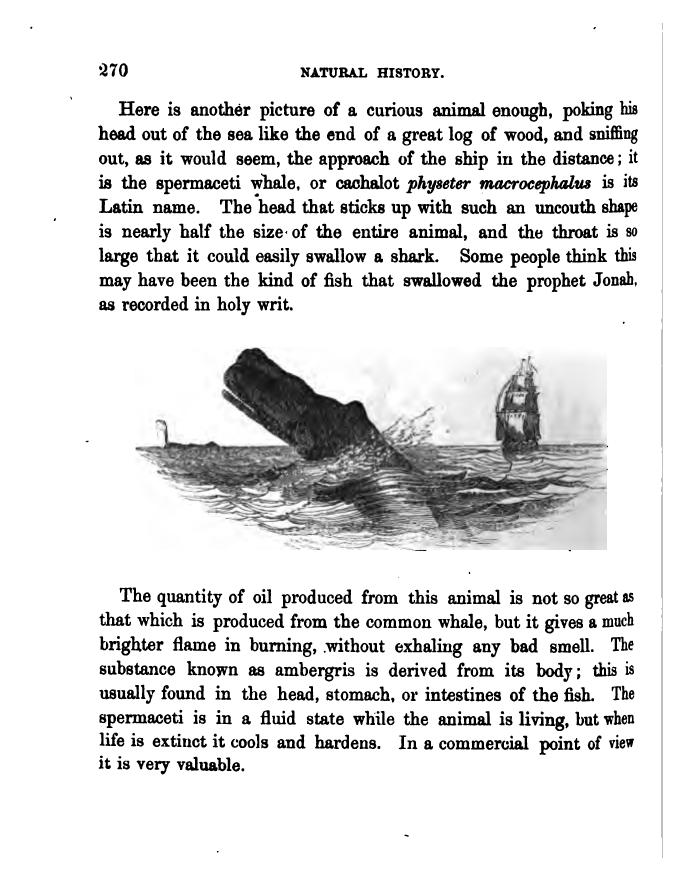 270
NATURAL HISTORY.
Here is another picture of a curious animal enough, poking his
head out of the sea like the end of a great log of wood, and sniffing
out, as it would seem, the approach of the ship in the distance; it
is the spermaceti whale, or cachalot physeter macrocephalus is its
Latin name. The head that sticks up with such an uncouth shape
is nearly half the size of the entire animal, and the throat is so
large that it could easily swallow a shark. Some people think this
may have been the kind of fish that swallowed the prophet Jonah,
as recorded in holy writ.
The quantity of oil produced from this animal is not so great as
that which is produced from the common whale, but it gives a much
brighter flame in burning, without exhaling any bad smell. The
substance known as ambergris is derived from its body; this is
usually found in the head, stomach, or intestines of the fish. The
spermaceti is in a fluid state while the animal is living, but when
life is extinct it cools and hardens. In a commercial point of view
it is very valuable.